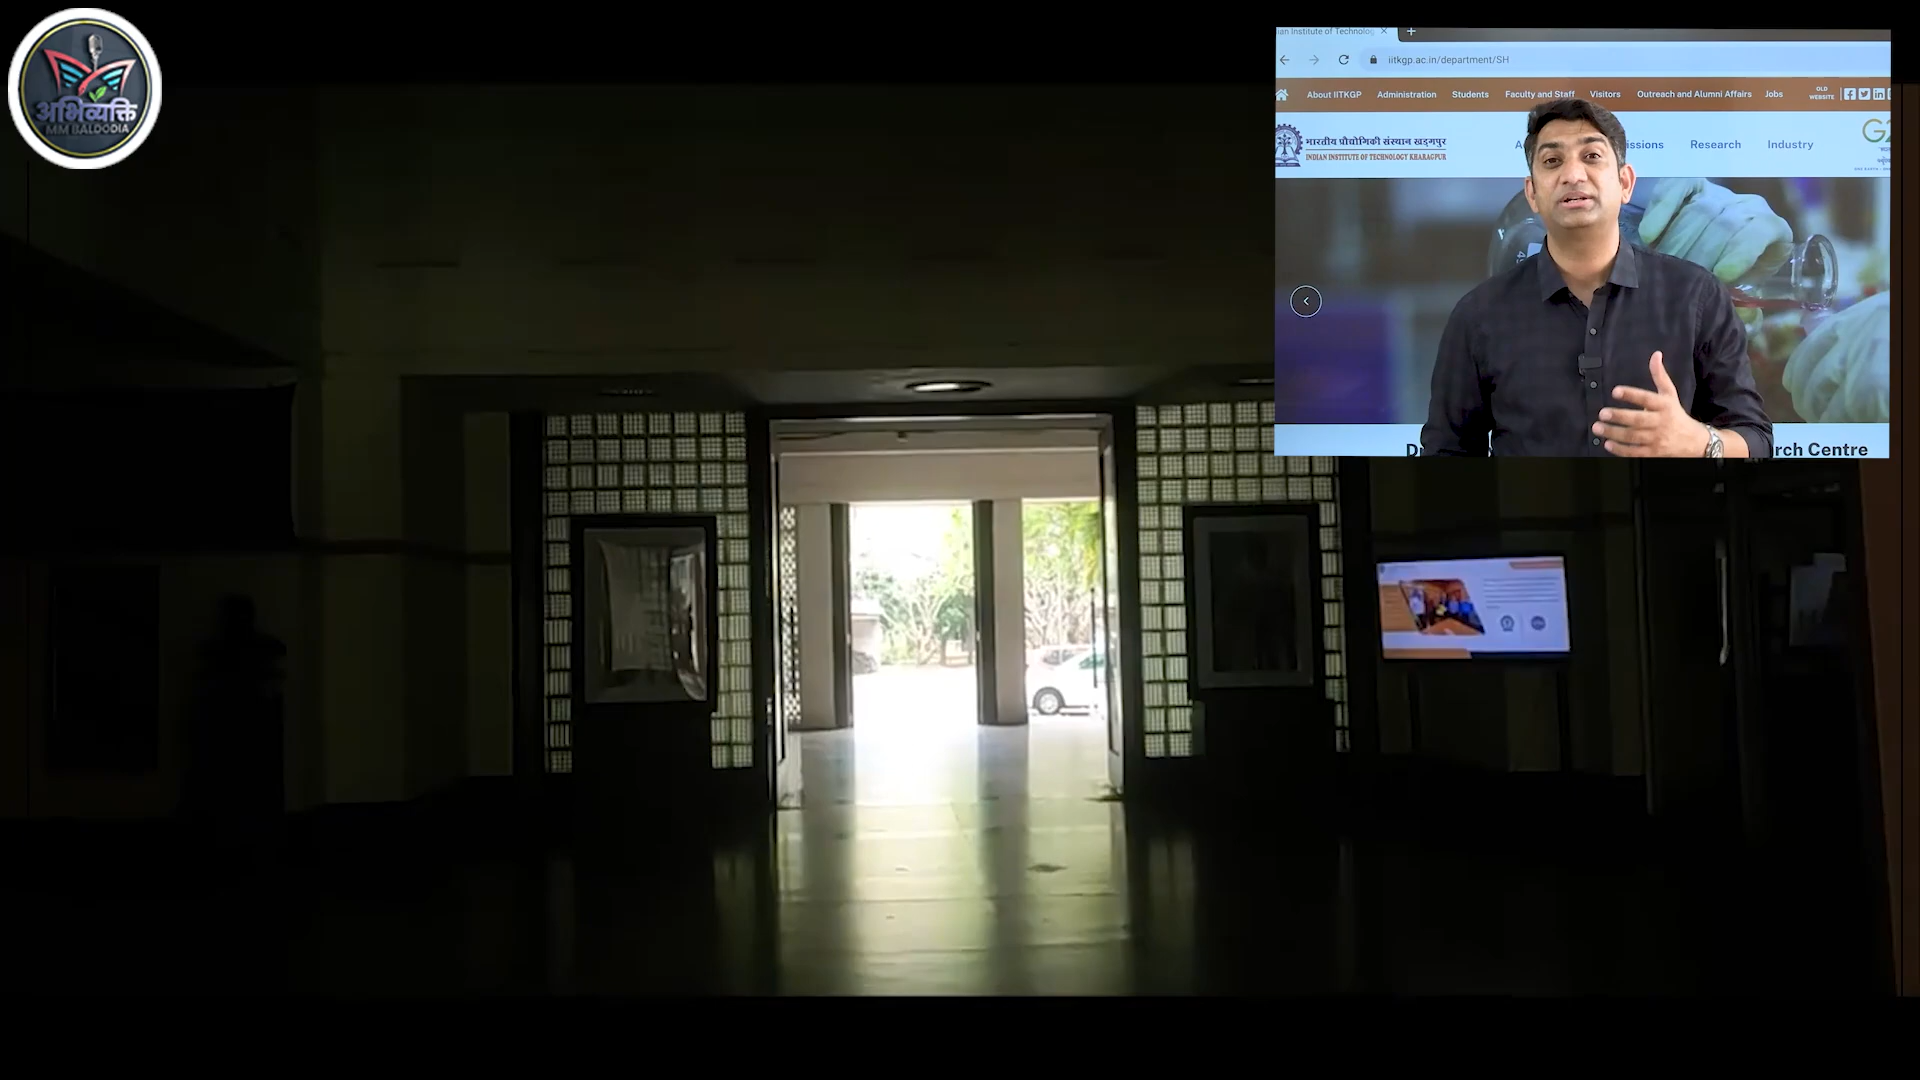 अभिव्यक्ति
MM BALDODIA
ian Institute of Technolog
iitkgp.ac.in/department/SH
About IITKGP Administration Students Faculty and Staff Visitors Outreach and Alumni Affairs Jobs OLD WEBSITE
भारतीय प्रौद्योगिकी संस्थान खड़गपुर
INDIAN INSTITUTE OF TECHNOLOGY KHARAGPUR
issions Research Industry
rch Centre